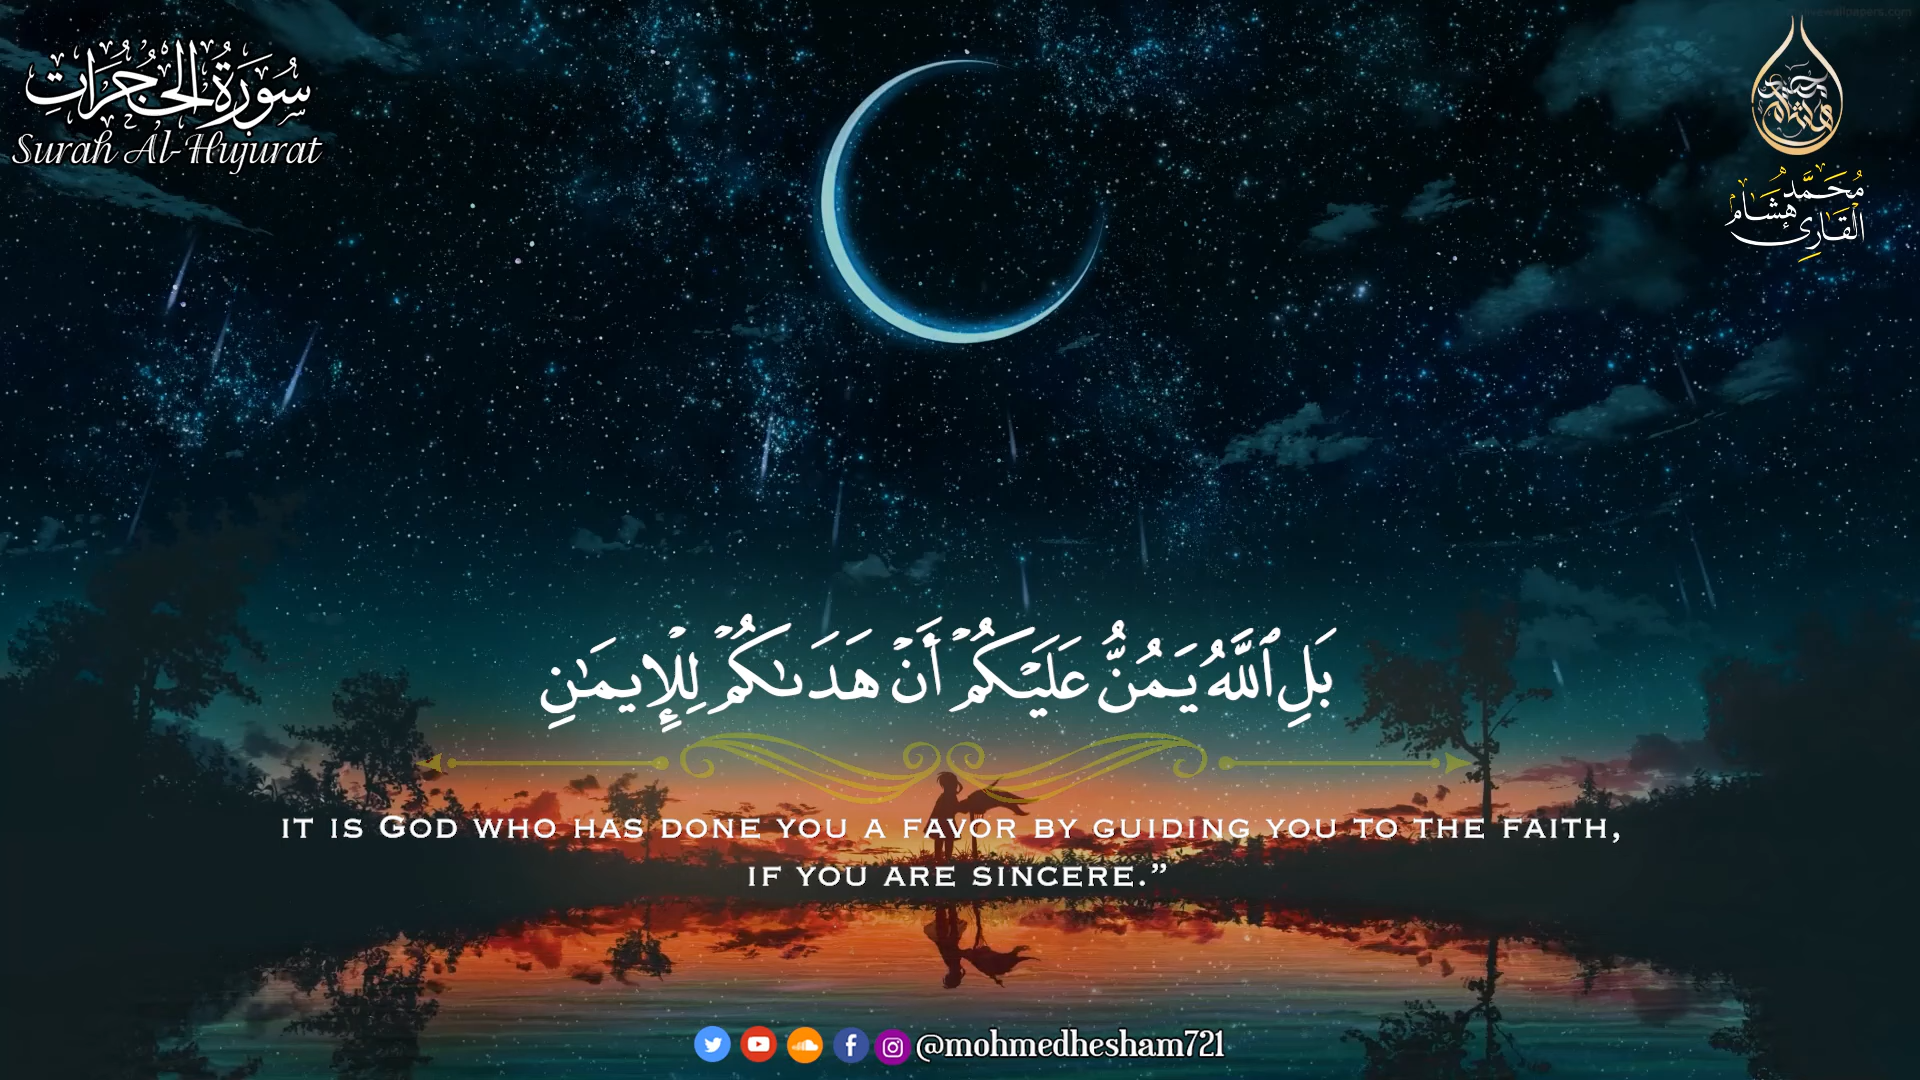 سُورَةُ الحُجُرَاتِ
Surah Al-Hujurat
مُحَمَّد هِشَام
القَارِئ
بَلِ ٱللَّهُ يَمُنُّ عَلَيۡكُمۡ أَنۡ هَدَىٰكُمۡ لِلۡإِيمَٰنِ
IT IS GOD WHO HAS DONE YOU A FAVOR BY GUIDING YOU TO THE FAITH,
IF YOU ARE SINCERE.”
@mohmedhesham721